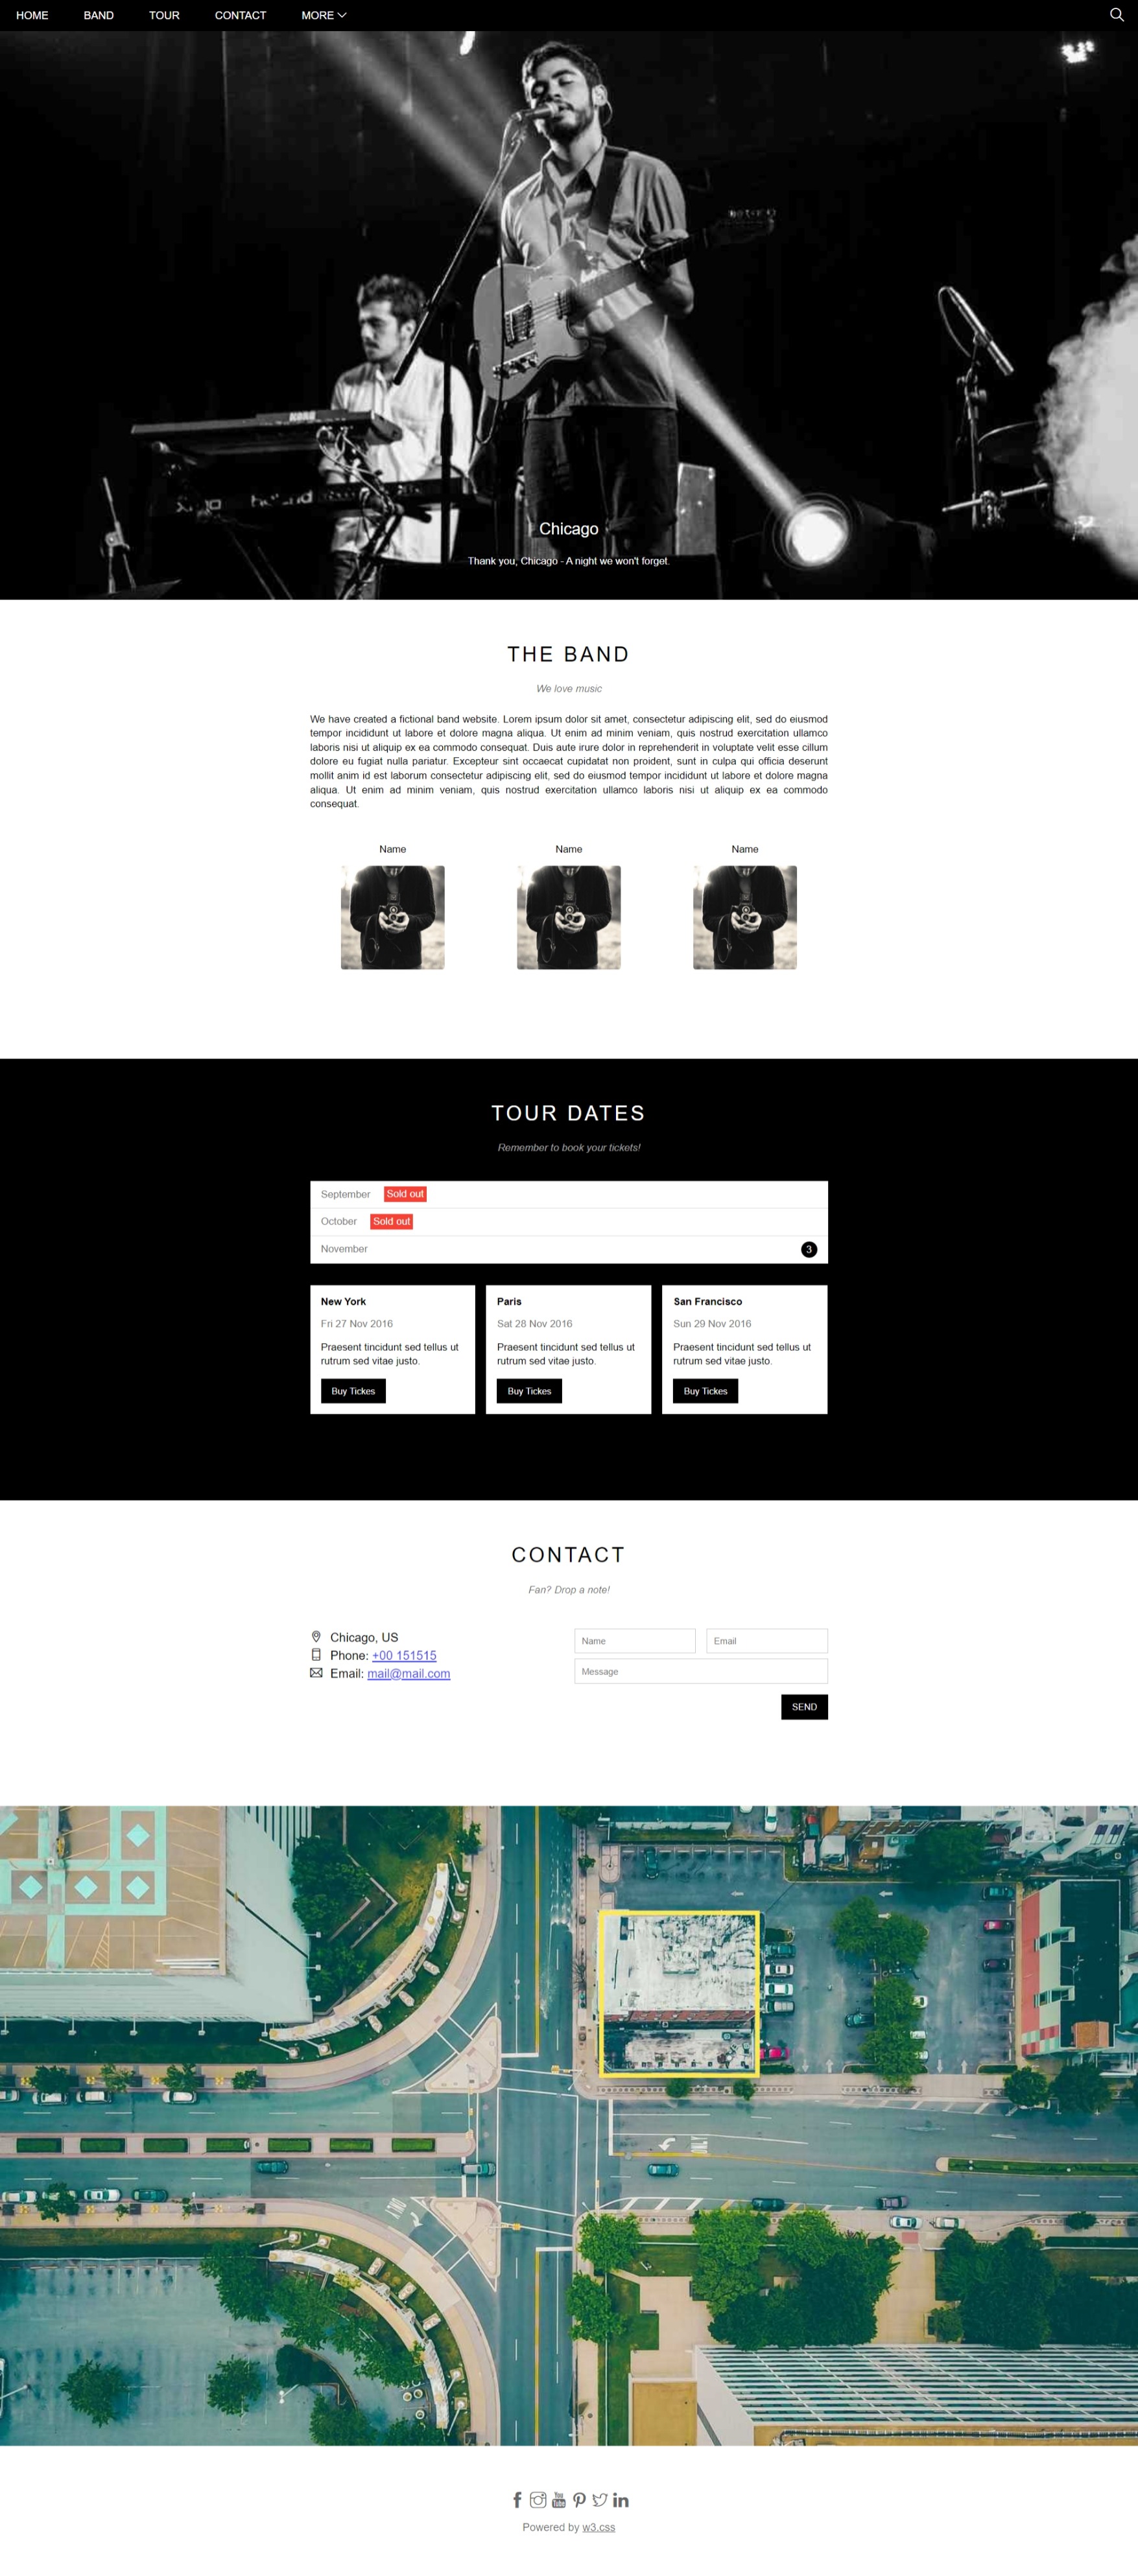 HOME BAND TOUR CONTACT MORE
KORG
Chicago
Thank you, Chicago - A night we won't forget.
THE BAND
We love music
We have created a fictional band website. Lorem ipsum dolor sit amet, consectetur adipiscing elit, sed do eiusmod
tempor incididunt ut labore et dolore magna aliqua. Ut enim ad minim veniam, quis nostrud exercitation ullamco
laboris nisi ut aliquip ex ea commodo consequat. Duis aute irure dolor in reprehenderit in voluptate velit esse cillum
dolore eu fugiat nulla pariatur. Excepteur sint occaecat cupidatat non proident, sunt in culpa qui officia deserunt
mollit anim id est laborum consectetur adipiscing elit, sed do eiusmod tempor incididunt ut labore et dolore magna
aliqua. Ut enim ad minim veniam, quis nostrud exercitation ullamco laboris nisi ut aliquip ex ea commodo
consequat.
Name Name Name
TOUR DATES
Remember to book your tickets!
September Sold out
October Sold out
November 3
New York
Fri 27 Nov 2016
Praesent tincidunt sed tellus ut
rutrum sed vitae justo.
Buy Tickes
Paris
Sat 28 Nov 2016
Praesent tincidunt sed tellus ut
rutrum sed vitae justo.
Buy Tickes
San Francisco
Sun 29 Nov 2016
Praesent tincidunt sed tellus ut
rutrum sed vitae justo.
Buy Tickes
CONTACT
Fan? Drop a note!
Chicago, US
Phone: +00 151515
Email: mail@mail.com
Name Email
Message
SEND
ONLY
Powered by w3.css